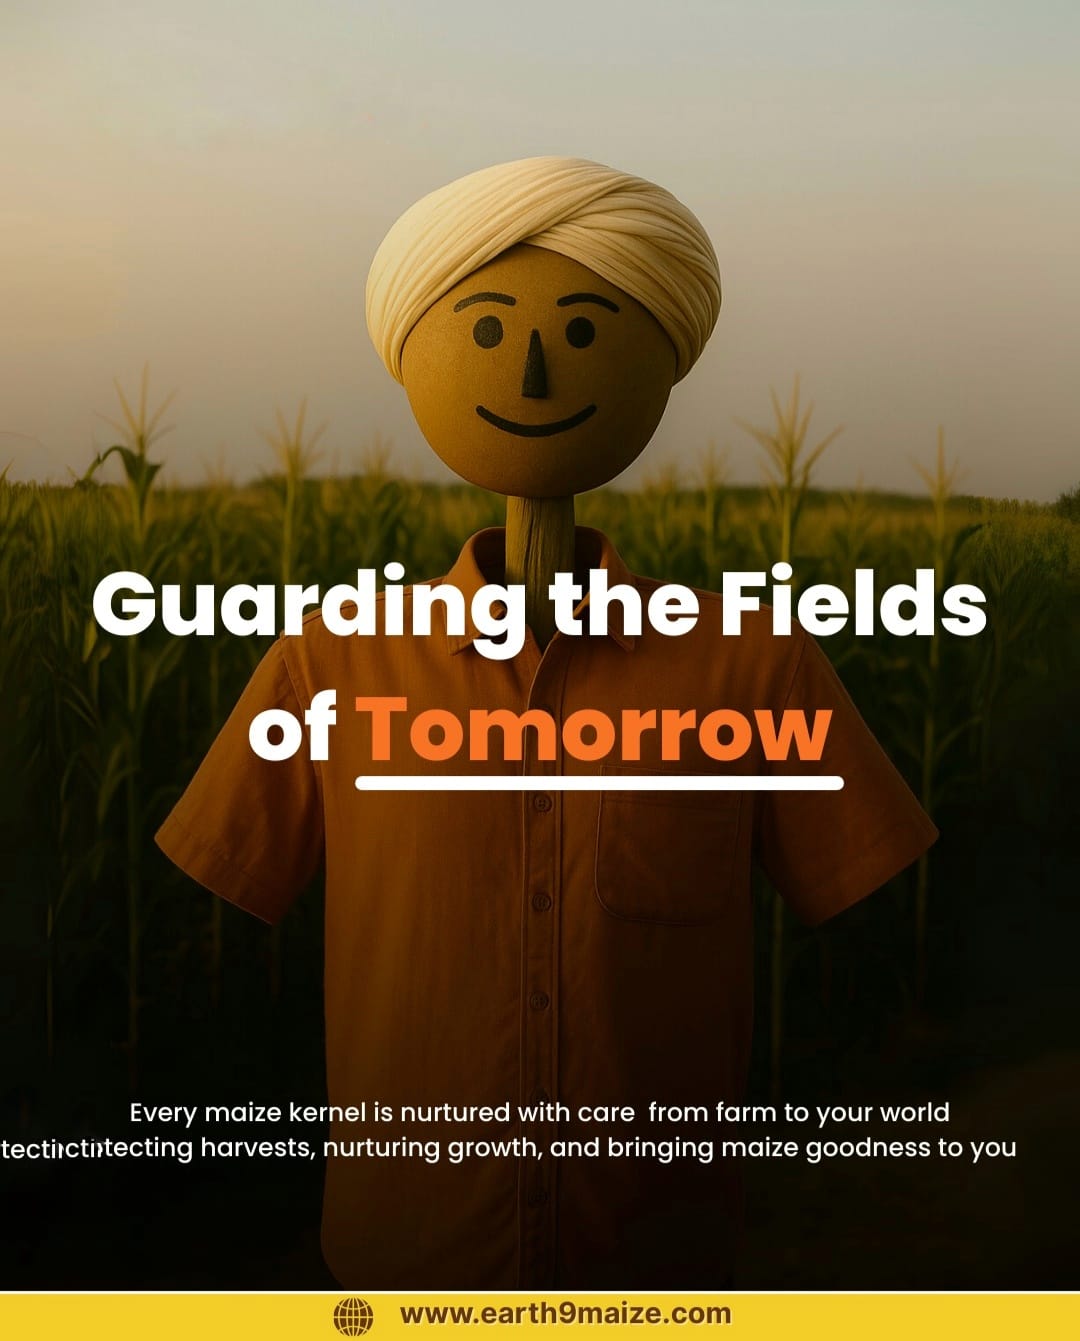 Guarding the Fields
of Tomorrow
Every maize kernel is nurtured with care from farm to your world
tecting harvests, nurturing growth, and bringing maize goodness to you
www.earth9maize.com